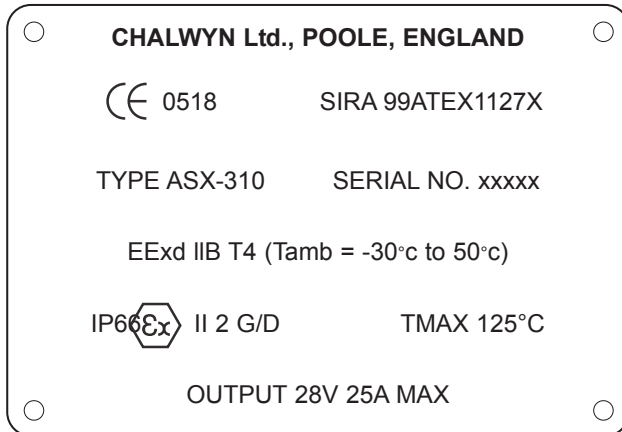 CHALWYN Ltd., POOLE, ENGLAND
CE 0518 SIRA 99ATEX1127X
TYPE ASX-310 SERIAL NO. xxxxx
EExd IIB T4 (Tamb = -30°c to 50°c)
IP66 Ex II 2 G/D TMAX 125°C
OUTPUT 28V 25A MAX